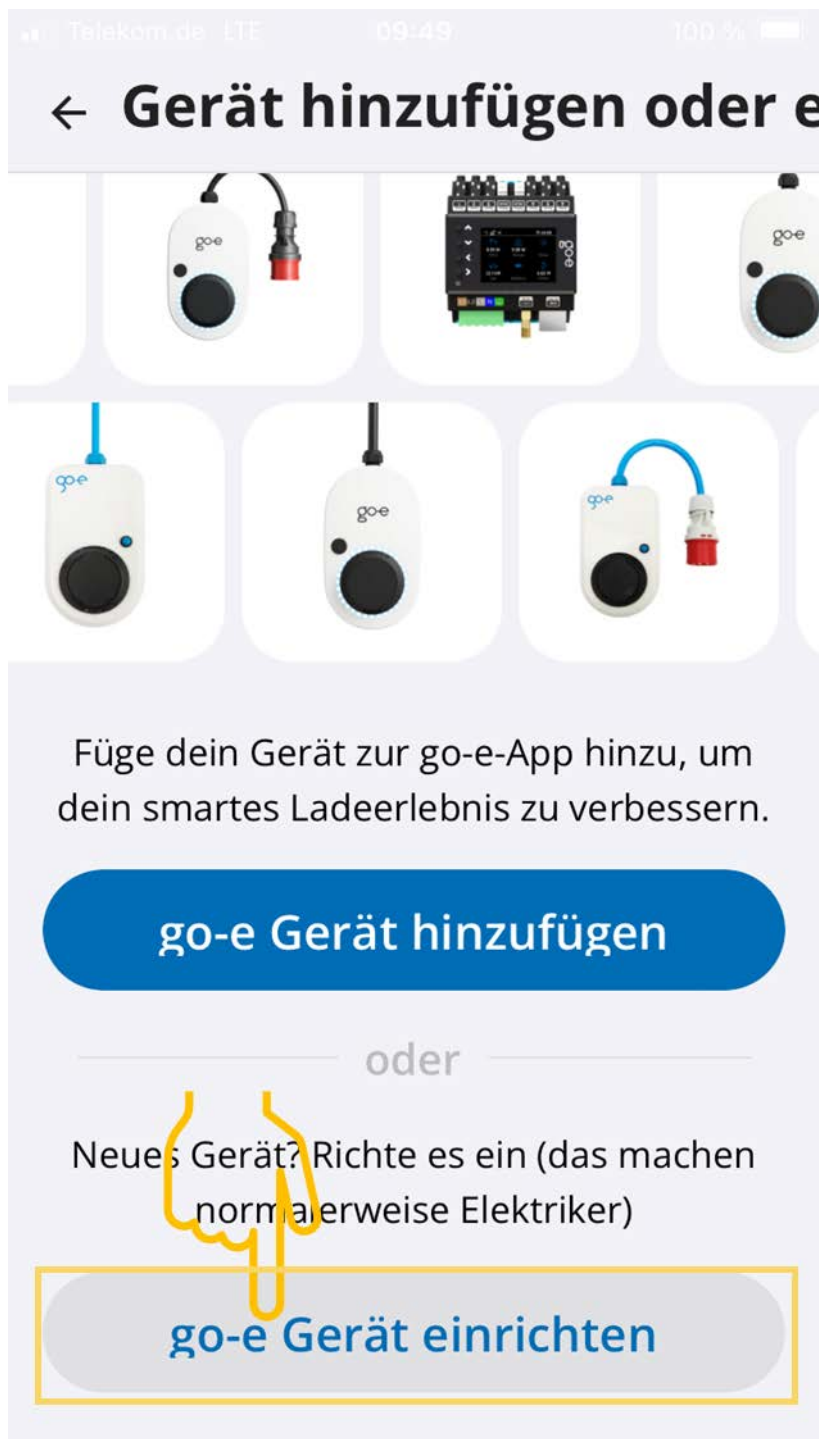 Telekom.de LTE 09:49 100 %
← Gerät hinzufügen oder e
go-e
go-e
go-e
go-e
go-e
go-e
Füge dein Gerät zur go-e-App hinzu, um
dein smartes Ladeerlebnis zu verbessern.
go-e Gerät hinzufügen
oder
Neues Gerät? Richte es ein (das machen
normalerweise Elektriker)
go-e Gerät einrichten